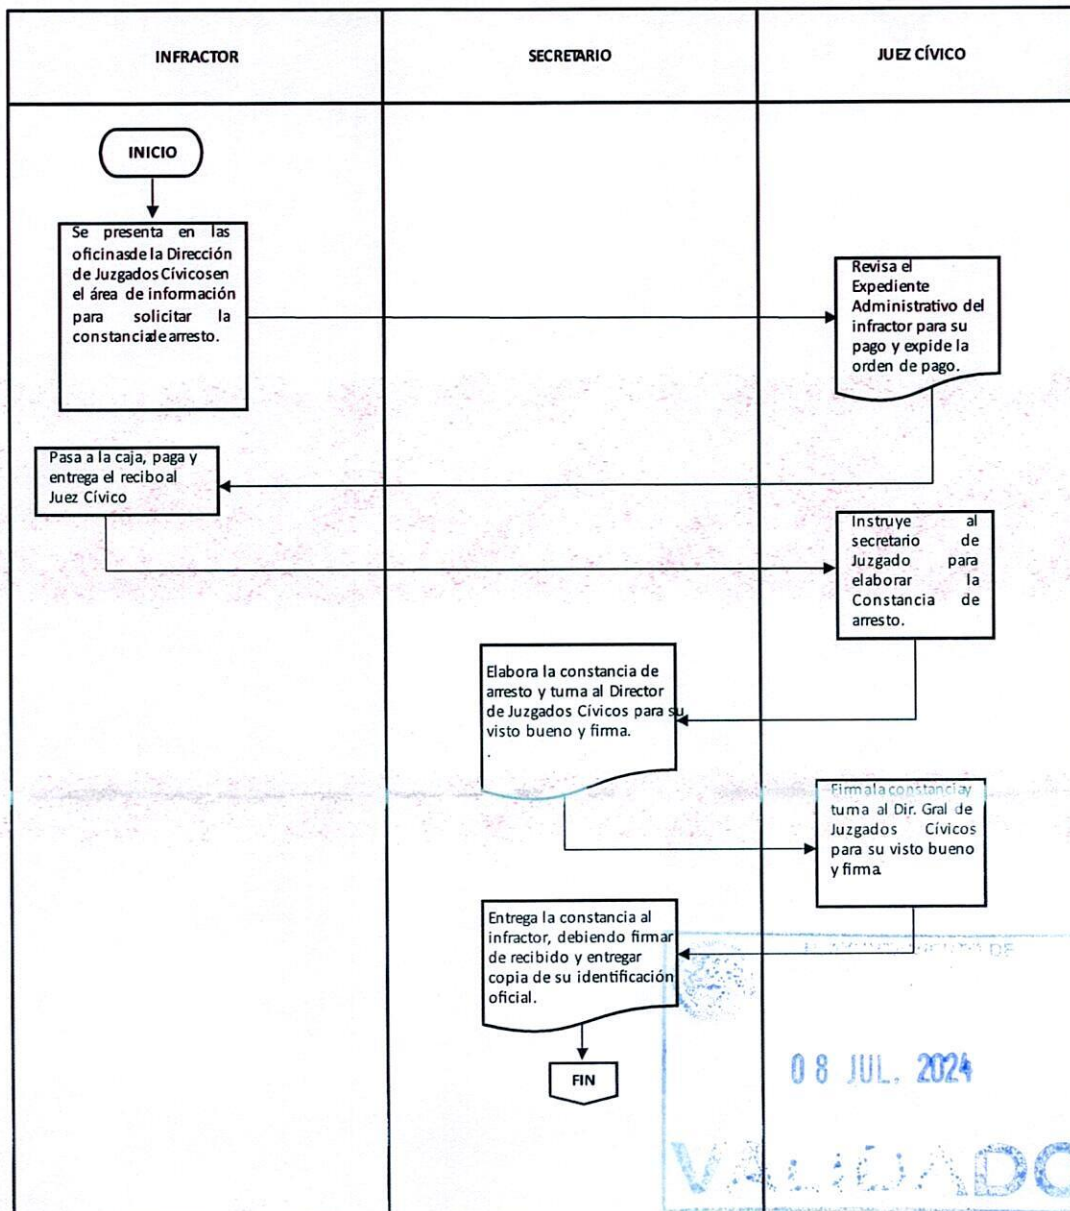 INFRACTOR
SECRETARIO
JUEZ CÍVICO
INICIO
Se presenta en las
oficinasde la Dirección
de Juzgados Cívicosen
el área de información
para solicitar la
constanciadearresto.
Revisa el
Expediente
Administrativo del
infractor para su
pago y expide la
orden de pago.
Pasa a la caja, paga y
entrega el reciboal
Juez Cívico
Instruye al
secretario de
Juzgado para
elaborar la
Constancia de
arresto.
Elabora la constancia de
arresto y turna al Director
de Juzgados Cívicos para su
visto bueno y firma.
.
Firmala constanciay
turna al Dir. Gral de
Juzgados Cívicos
para su visto bueno
y firma.
Entrega la constancia al
infractor, debiendo firmar
de recibido y entregar
copia de su identificación
oficial.
FIN
DE
08 JUL. 2024
VALIDADO